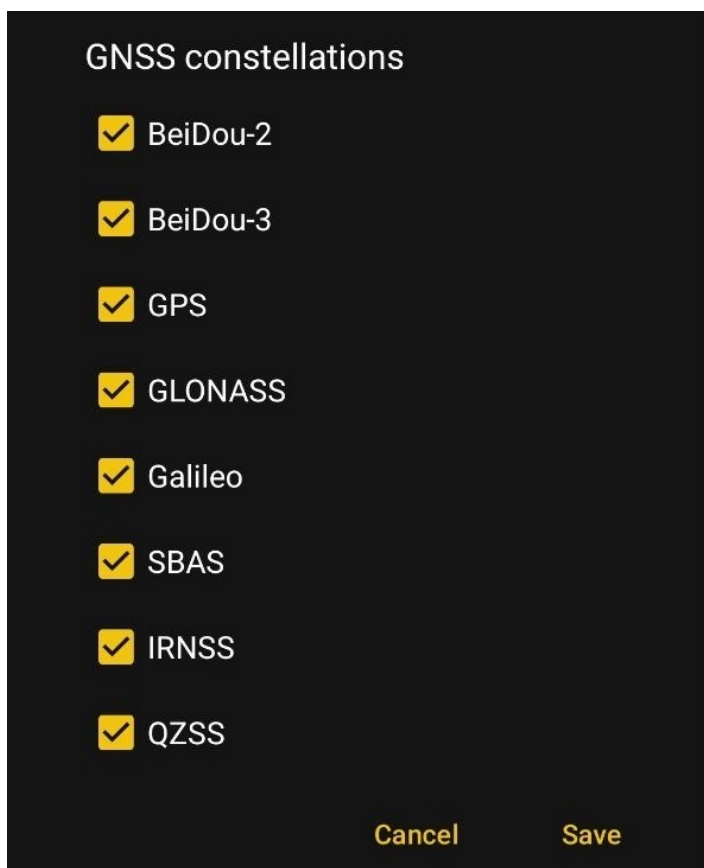 GNSS constellations
BeiDou-2
BeiDou-3
GPS
GLONASS
Galileo
SBAS
IRNSS
QZSS
Cancel Save